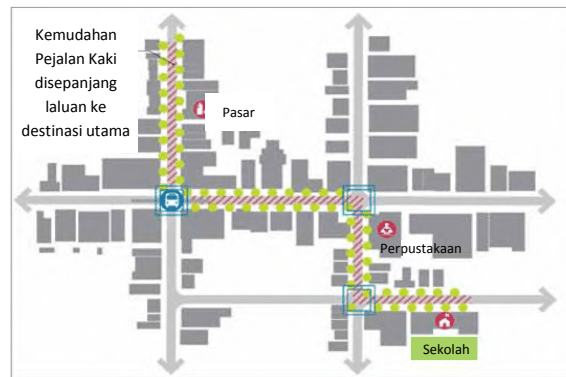 Kemudahan
Pejalan Kaki
disepanjang
laluan ke
destinasi utama
Pasar
Perpustakaan
Sekolah